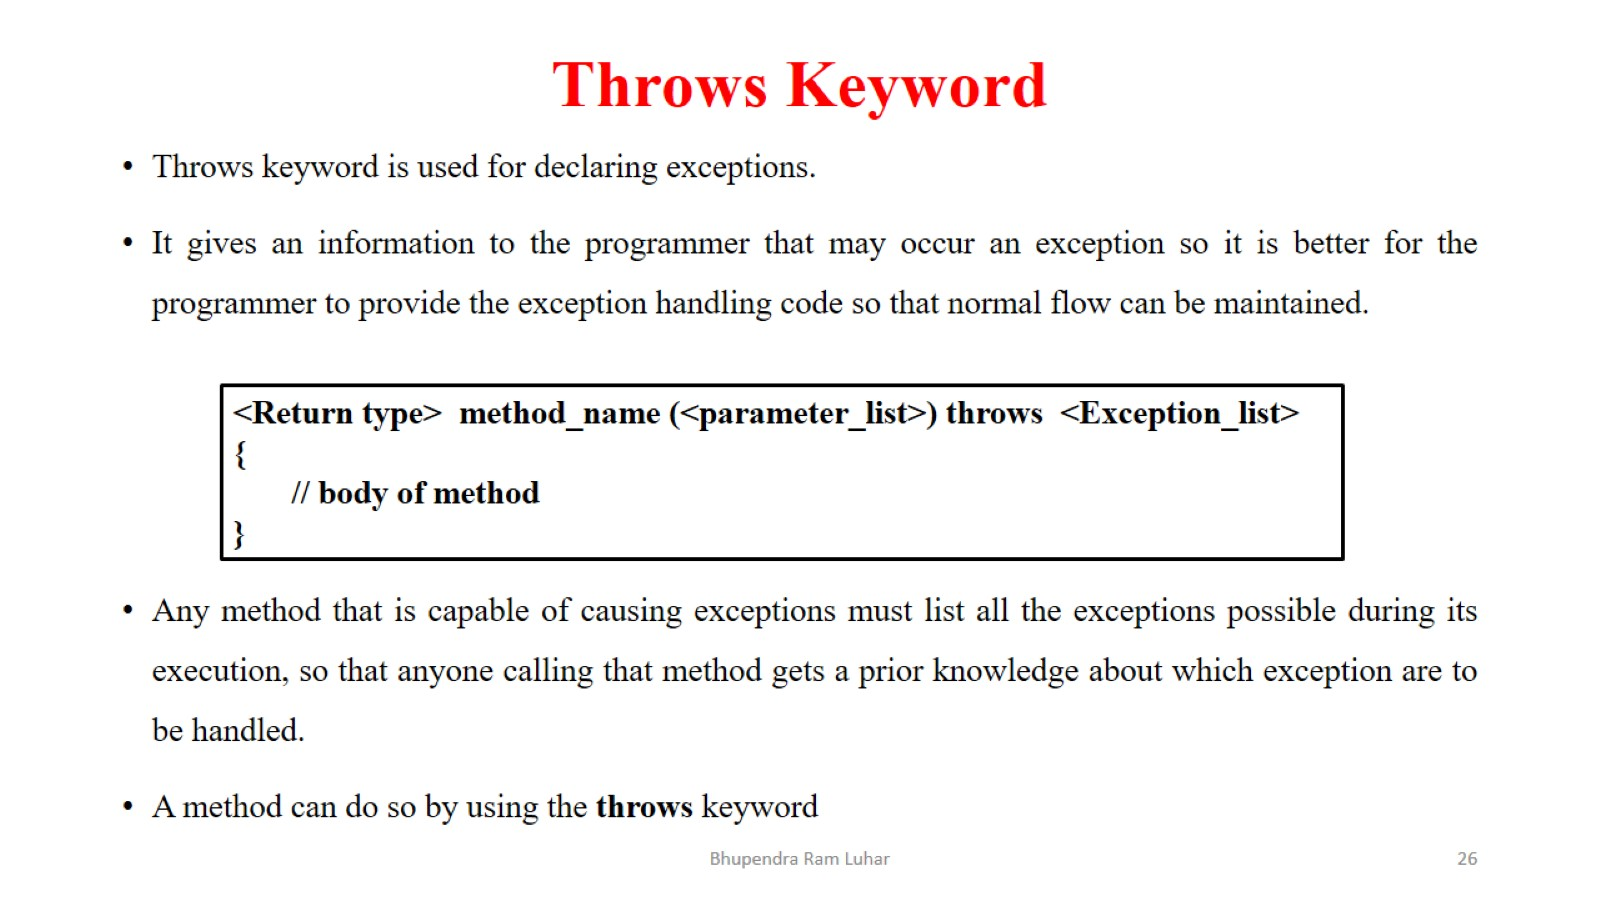 Throws Keyword
• Throws keyword is used for declaring exceptions.
• It gives an information to the programmer that may occur an exception so it is better for the
programmer to provide the exception handling code so that normal flow can be maintained.
<Return type> method_name (<parameter_list>) throws <Exception_list>
{
// body of method
}
• Any method that is capable of causing exceptions must list all the exceptions possible during its
execution, so that anyone calling that method gets a prior knowledge about which exception are to
be handled.
• A method can do so by using the throws keyword
Bhupendra Ram Luhar
26